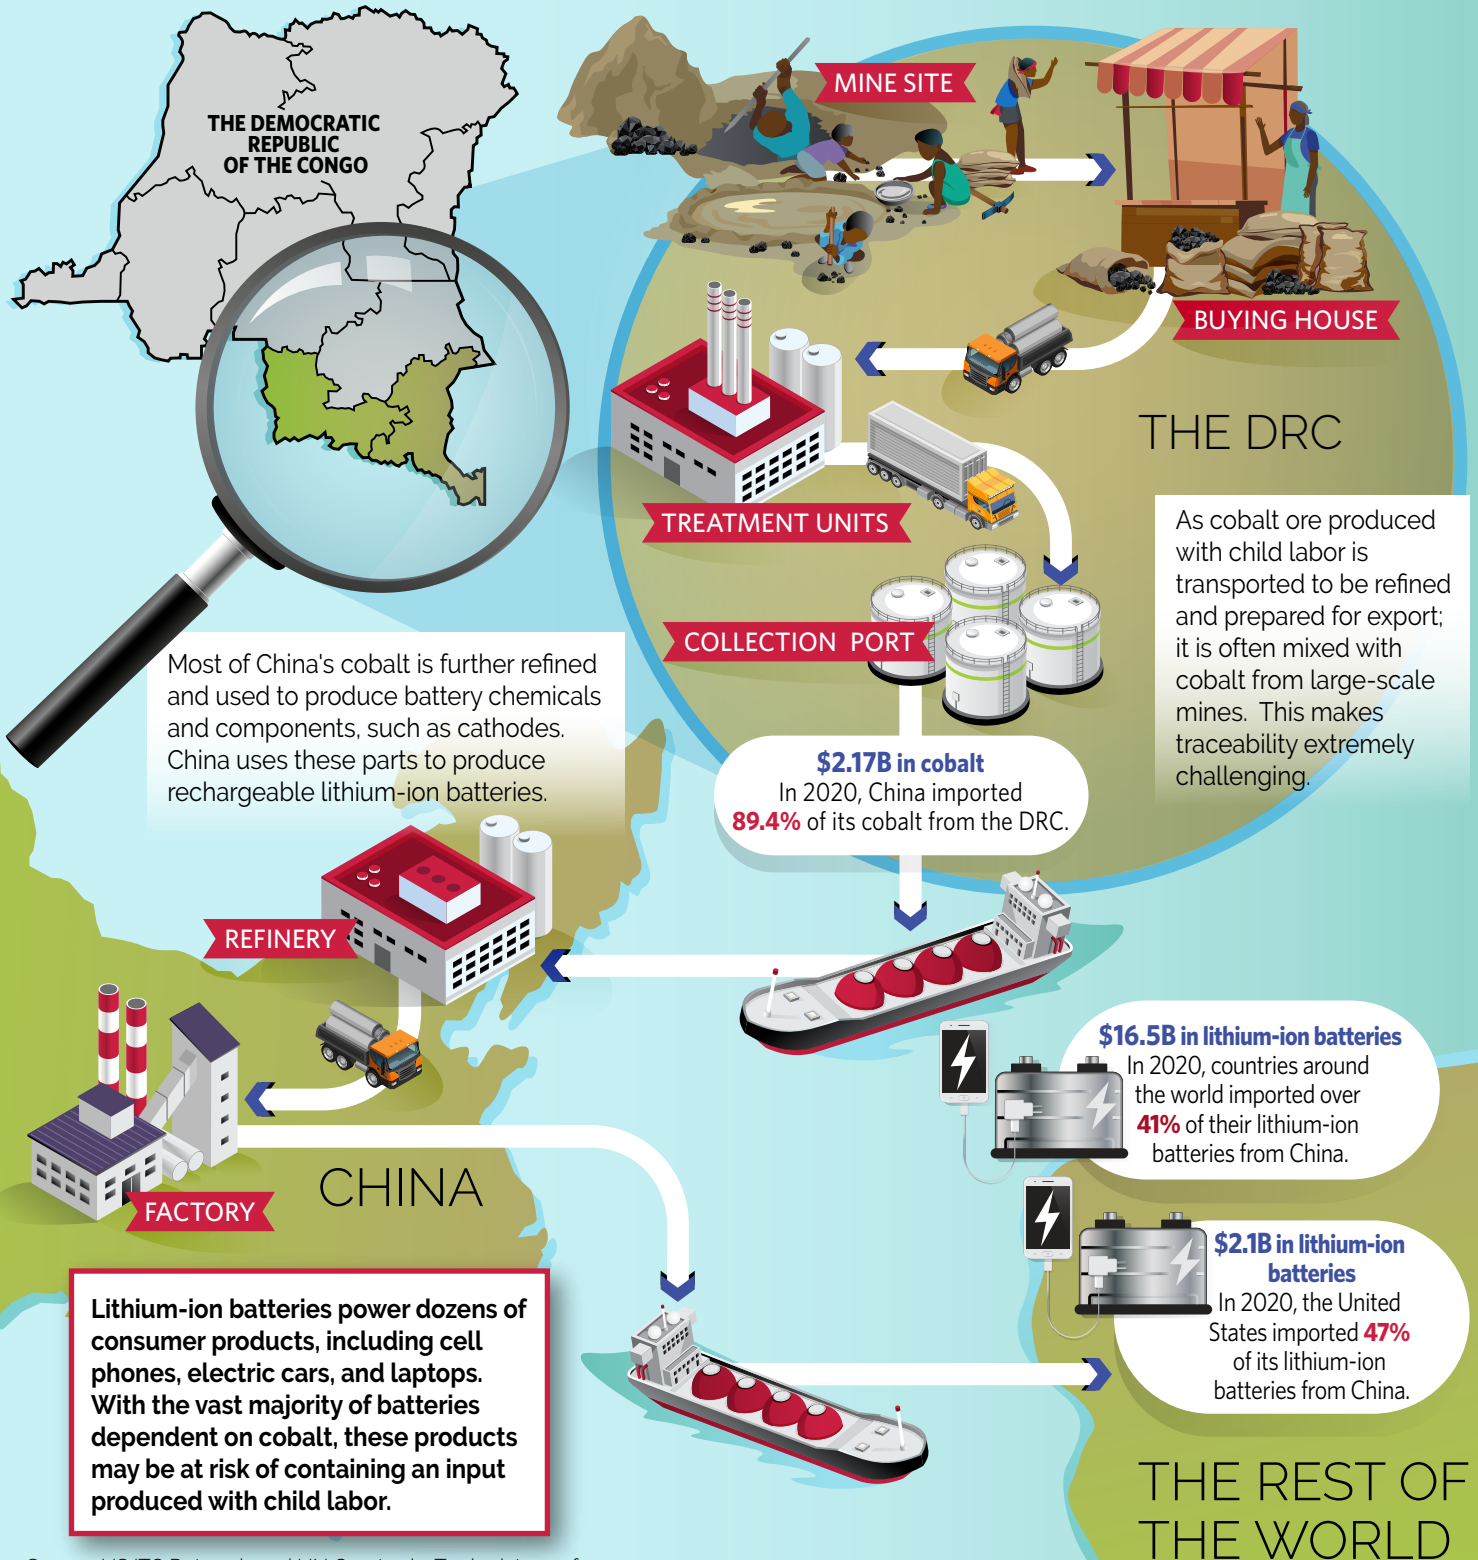 THE DEMOCRATIC
REPUBLIC
OF THE CONGO
MINE SITE
BUYING HOUSE
THE DRC
TREATMENT UNITS
As cobalt ore produced
with child labor is
transported to be refined
and prepared for export;
it is often mixed with
cobalt from large-scale
mines. This makes
traceability extremely
challenging.
COLLECTION PORT
Most of China's cobalt is further refined
and used to produce battery chemicals
and components, such as cathodes.
China uses these parts to produce
rechargeable lithium-ion batteries.
$2.17B in cobalt
In 2020, China imported
89.4% of its cobalt from the DRC.
REFINERY
$16.5B in lithium-ion batteries
In 2020, countries around
the world imported over
41% of their lithium-ion
batteries from China.
CHINA
FACTORY
$2.1B in lithium-ion
batteries
In 2020, the United
States imported 47%
of its lithium-ion
batteries from China.
Lithium-ion batteries power dozens of
consumer products, including cell
phones, electric cars, and laptops.
With the vast majority of batteries
dependent on cobalt, these products
may be at risk of containing an input
produced with child labor.
THE REST OF
THE WORLD